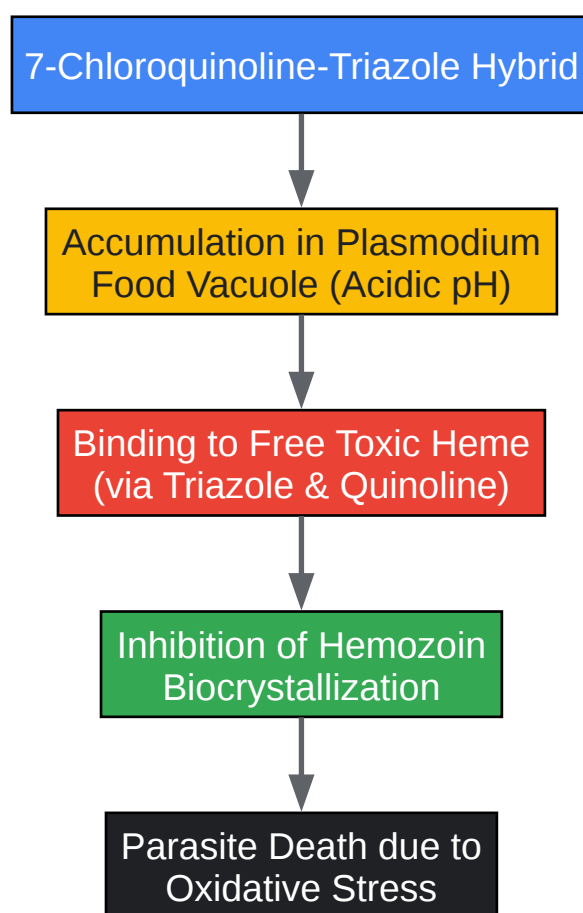 7-Chloroquinoline-Triazole Hybrid
Accumulation in Plasmodium
Food Vacuole (Acidic pH)
Binding to Free Toxic Heme
(via Triazole & Quinoline)
Inhibition of Hemozoin
Biocrystallization
Parasite Death due to
Oxidative Stress